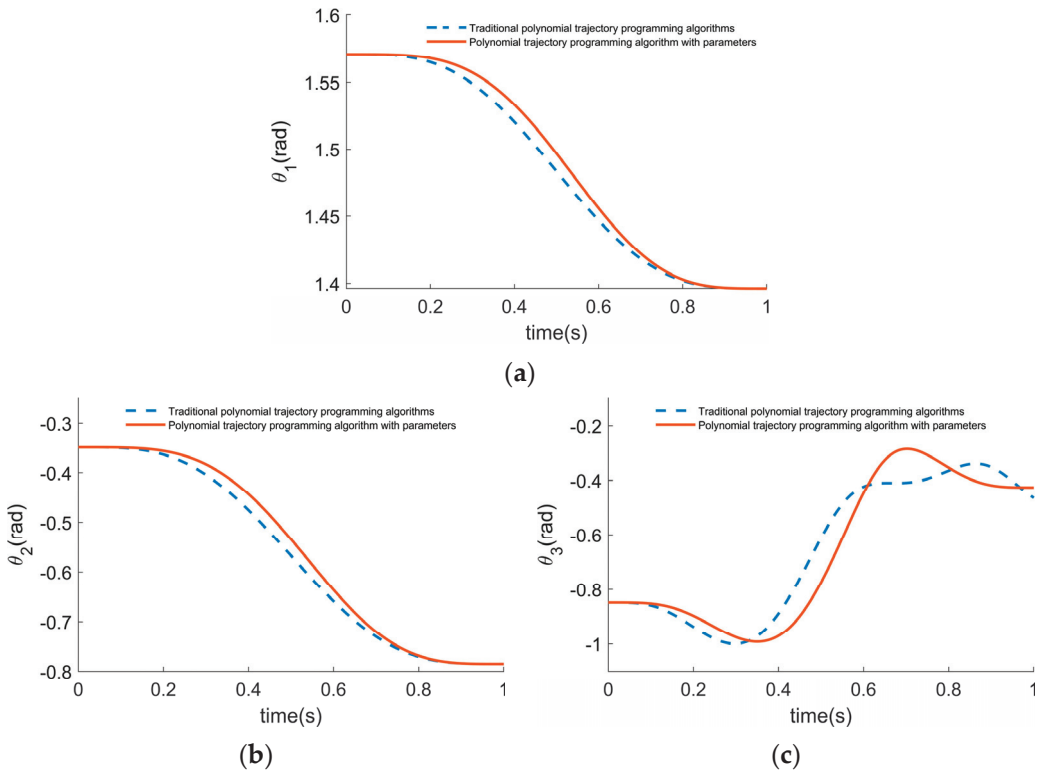 1.6
Traditional polynomial trajectory programming algorithms
Polynomial trajectory programming algorithm with parameters
1.55
1.5
1.45
1.4
θ1(rad)
0 0.2 0.4 0.6 0.8 1
time(s)
(a)
Traditional polynomial trajectory programming algorithms
Polynomial trajectory programming algorithm with parameters
-0.3
-0.4
-0.5
-0.6
-0.7
-0.8
θ2(rad)
0 0.2 0.4 0.6 0.8 1
time(s)
(b)
Traditional polynomial trajectory programming algorithms
Polynomial trajectory programming algorithm with parameters
-0.2
-0.4
-0.6
-0.8
-1
θ3(rad)
0 0.2 0.4 0.6 0.8 1
time(s)
(c)